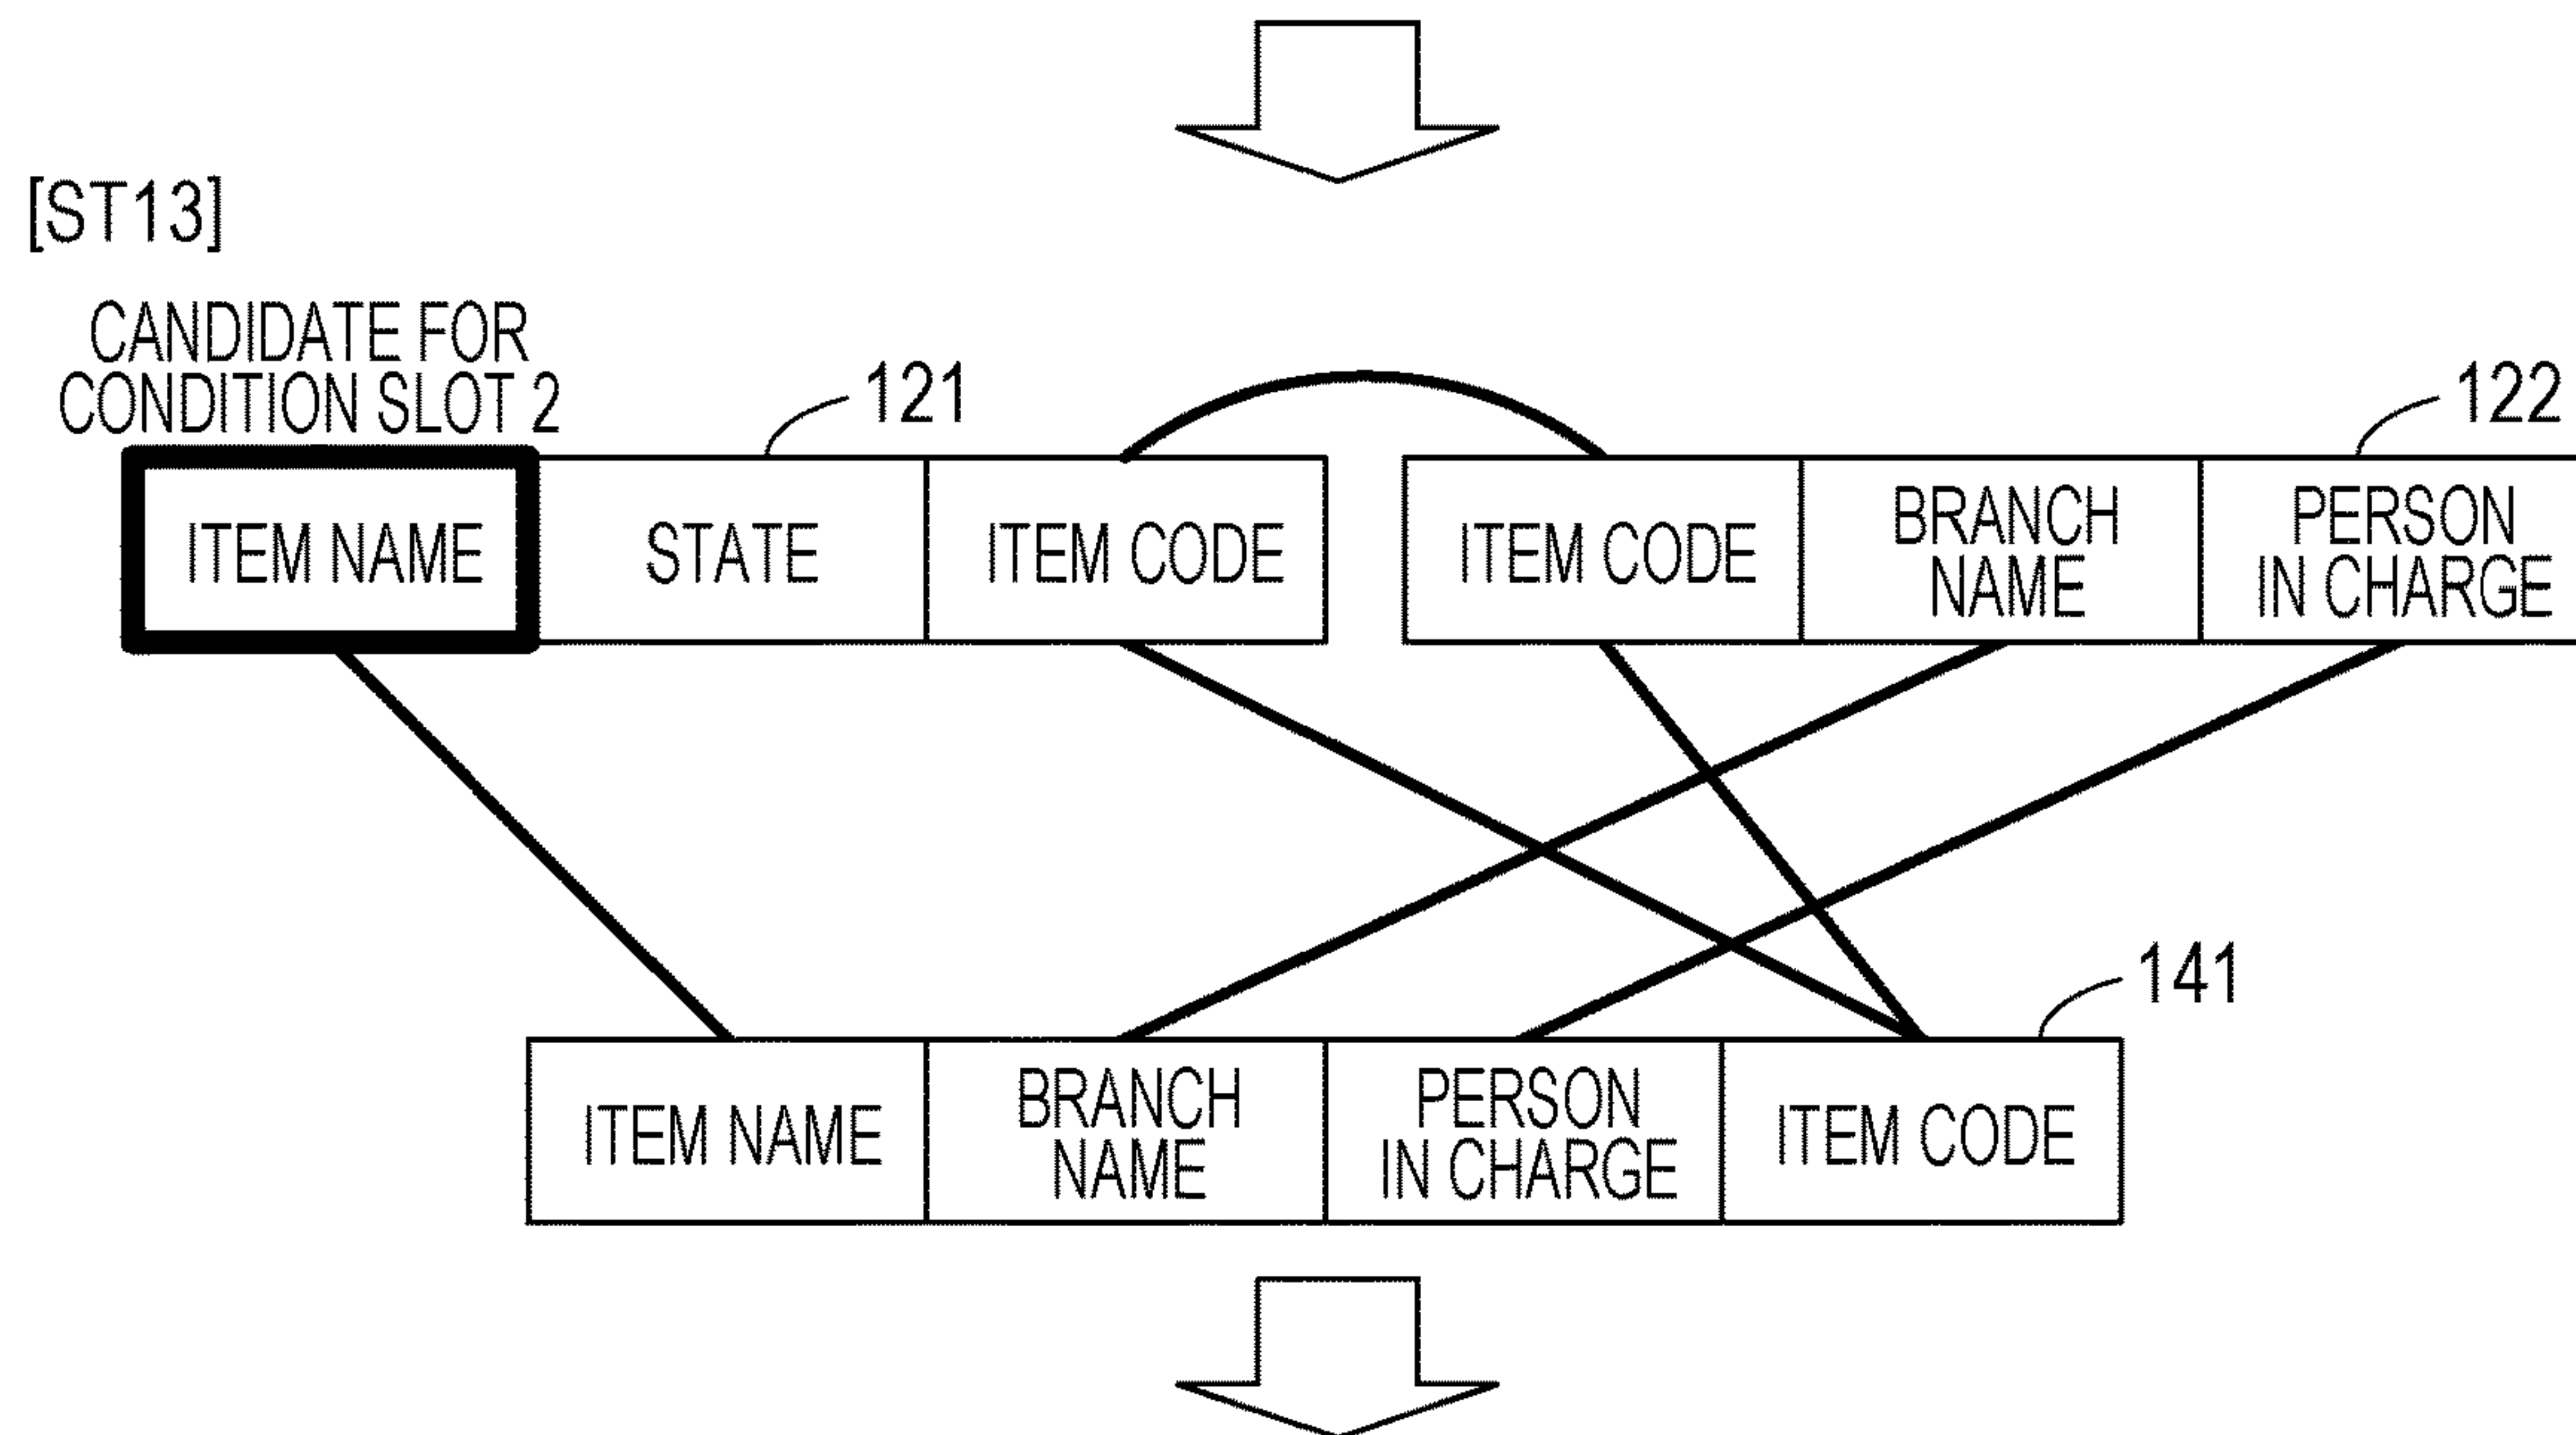 [ST13]
CANDIDATE FOR
CONDITION SLOT 2
121
122
ITEM NAME
STATE
ITEM CODE
ITEM CODE
BRANCH
NAME
PERSON
IN CHARGE
141
ITEM NAME
BRANCH
NAME
PERSON
IN CHARGE
ITEM CODE